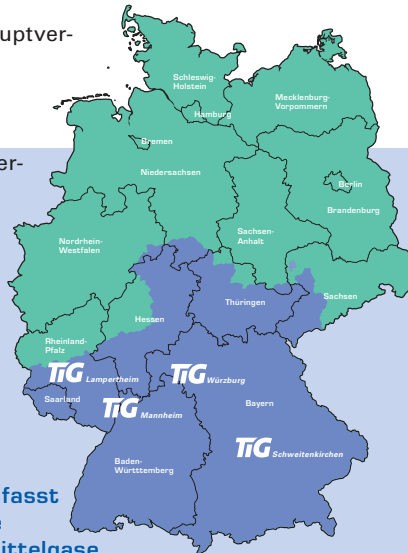 auptver-
er-
Schleswig-
Holstein
Mecklenburg-
Vorpommern
Hamburg
Bremen
Niedersachsen
Berlin
Brandenburg
Sachsen-
Anhalt
Nordrhein-
Westfalen
Thüringen
Sachsen
Hessen
Rheinland-
Pfalz
TiG Lampertheim
TiG Würzburg
Saarland
TiG Mannheim
Bayern
TiG Schweitenkirchen
Baden-
Württtemberg
fasst
e
ittelgase